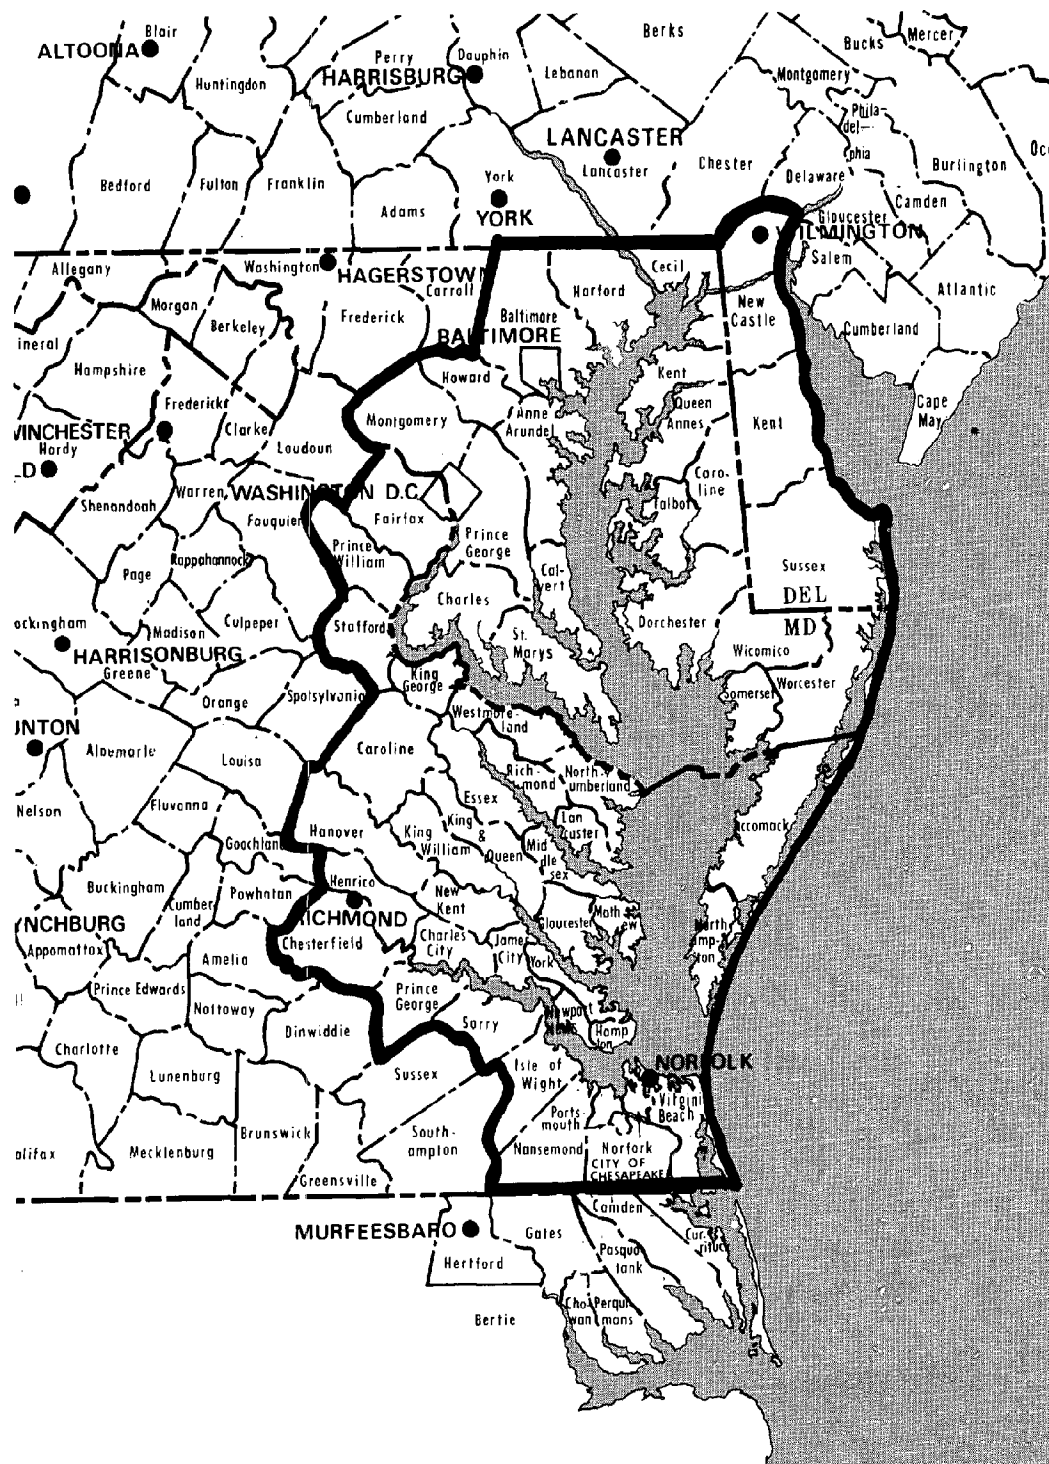 Blair
ALTOONA
Huntingdon
Perry
Dauphin
HARRISBURG
Cumberland
Lebanon
Berks
Bucks
Mercer
Montgomery
Phila-
del-
phia
LANCASTER
Lancaster
Chester
Delaware
Burlington
Camden
Bedford
Fulton
Franklin
Adams
York
YORK
Gloucester
WILMINGTON
Salem
Allegany
Washington
HAGERSTOWN
Carroll
Cecil
Harford
New
Castle
Atlantic
Morgan
Berkeley
Frederick
Baltimore
BALTIMORE
Cumberland
Hampshire
Howard
Kent
Cape
May
Frederick
Clarke
Loudoun
Montgomery
Anne
Arundel
Queen
Annes
Kent
WINCHESTER
Hardy
Shenandoah
Warren
WASHINGTON D.C.
Fauquier
Fairfax
Caro-
line
Talbot
Prince
George
Prince
William
Page
Rappahannock
Cal-
vert
Sussex
DEL
MD
Charles
Stafford
Culpeper
Madison
HARRISONBURG
Greene
St.
Marys
Dorchester
Wicomico
Worcester
Somerset
King
George
Orange
Spotsylvania
Westmore-
land
Albemarle
Louisa
Caroline
Rich-
mond
North-
umberland
Nelson
Fluvanna
Goochland
Hanover
Essex
King
&
Queen
King
William
Lan
caster
Mid
dle
sex
Accomack
Buckingham
Cumber
land
Powhatan
Henrico
RICHMOND
New
Kent
Gloucester
Math
ew
North
amp-
ton
LYNCHBURG
Appomattox
Amelia
Chesterfield
Charles
City
James
City
York
Prince Edwards
Nottoway
Dinwiddie
Prince
George
Sorry
Newport
News
Hamp
ton
Charlotte
Lunenburg
Sussex
Isle of
Wight
NORFOLK
Virgini
Beach
Ports-
mouth
Mecklenburg
Brunswick
Greensville
South-
ampton
Nansemond
Norfork
CITY OF
CHESAPEAKE
MURFEESBARO
Hertford
Gates
Camden
Cur-
rituck
Pasquo
tank
Bertie
Cho-
wan
Perqui
mans